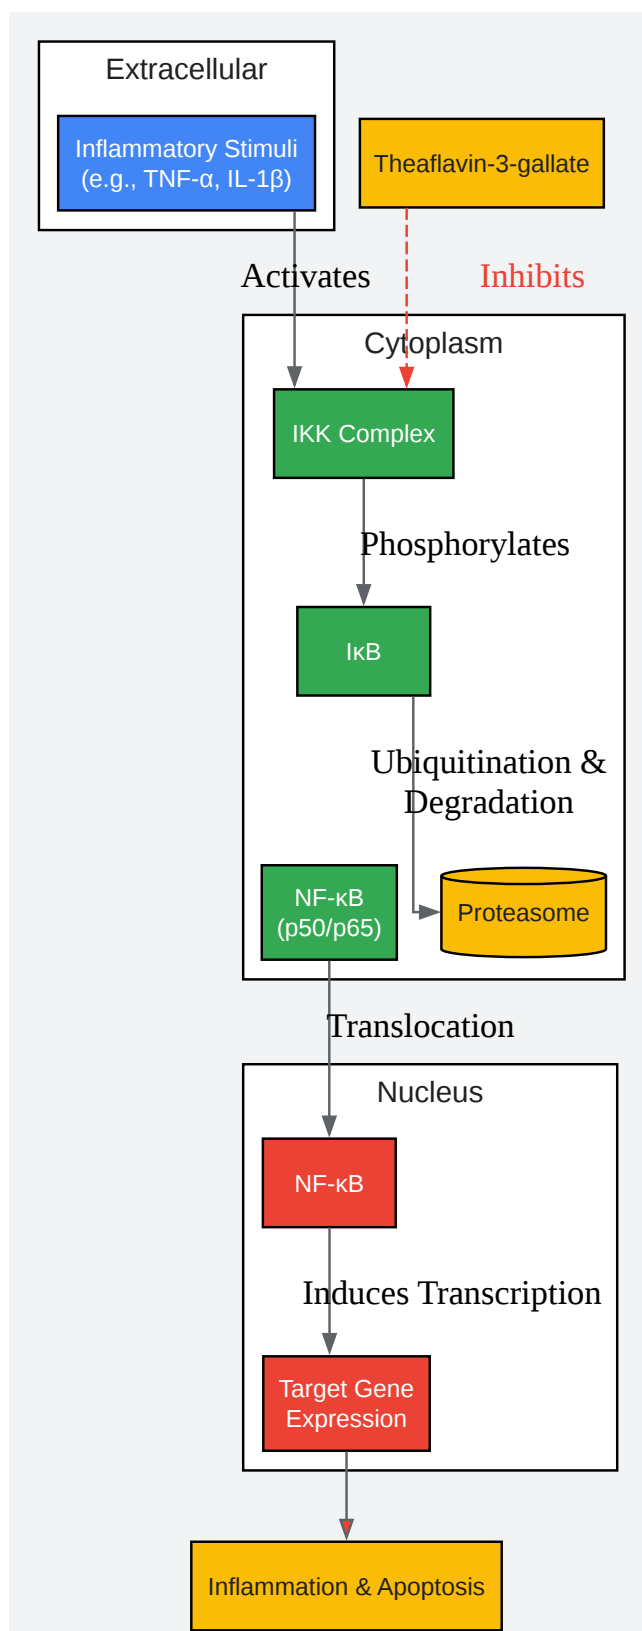 Extracellular
Inflammatory Stimuli
(e.g., TNF-α, IL-1β)
Theaflavin-3-gallate
Activates
Inhibits
Cytoplasm
IKK Complex
Phosphorylates
IκB
Ubiquitination &
Degradation
NF-κB
(p50/p65)
Proteasome
Translocation
Nucleus
NF-κB
Induces Transcription
Target Gene
Expression
Inflammation & Apoptosis